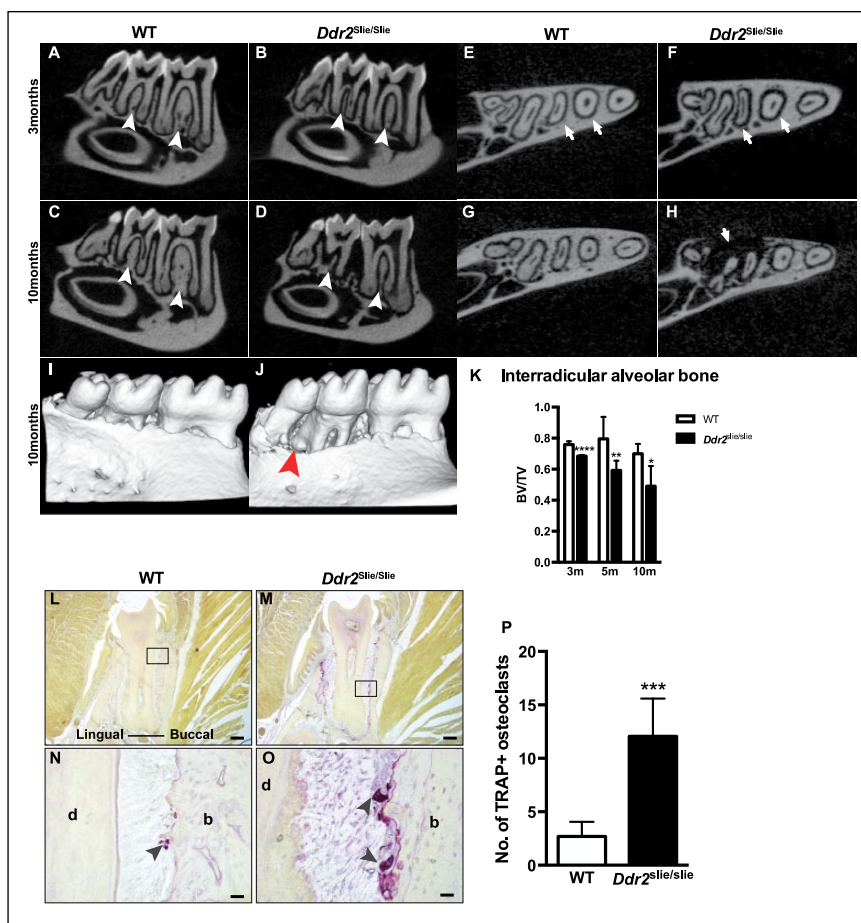 WT Ddr2Slie/Slie WT Ddr2Slie/Slie
3months
A B E F
10months
C D G H
10months
I J
K Interradicular alveolar bone
WT
Ddr2slie/slie
BV/TV
1.0
0.8
0.6
0.4
0.2
0.0
****
**
*
3m 5m 10m
WT Ddr2Slie/Slie
L M
Lingual Buccal
N O
d b d b
P
No. of TRAP+ osteoclasts
20
15
10
5
0
***
WT Ddr2slie/slie